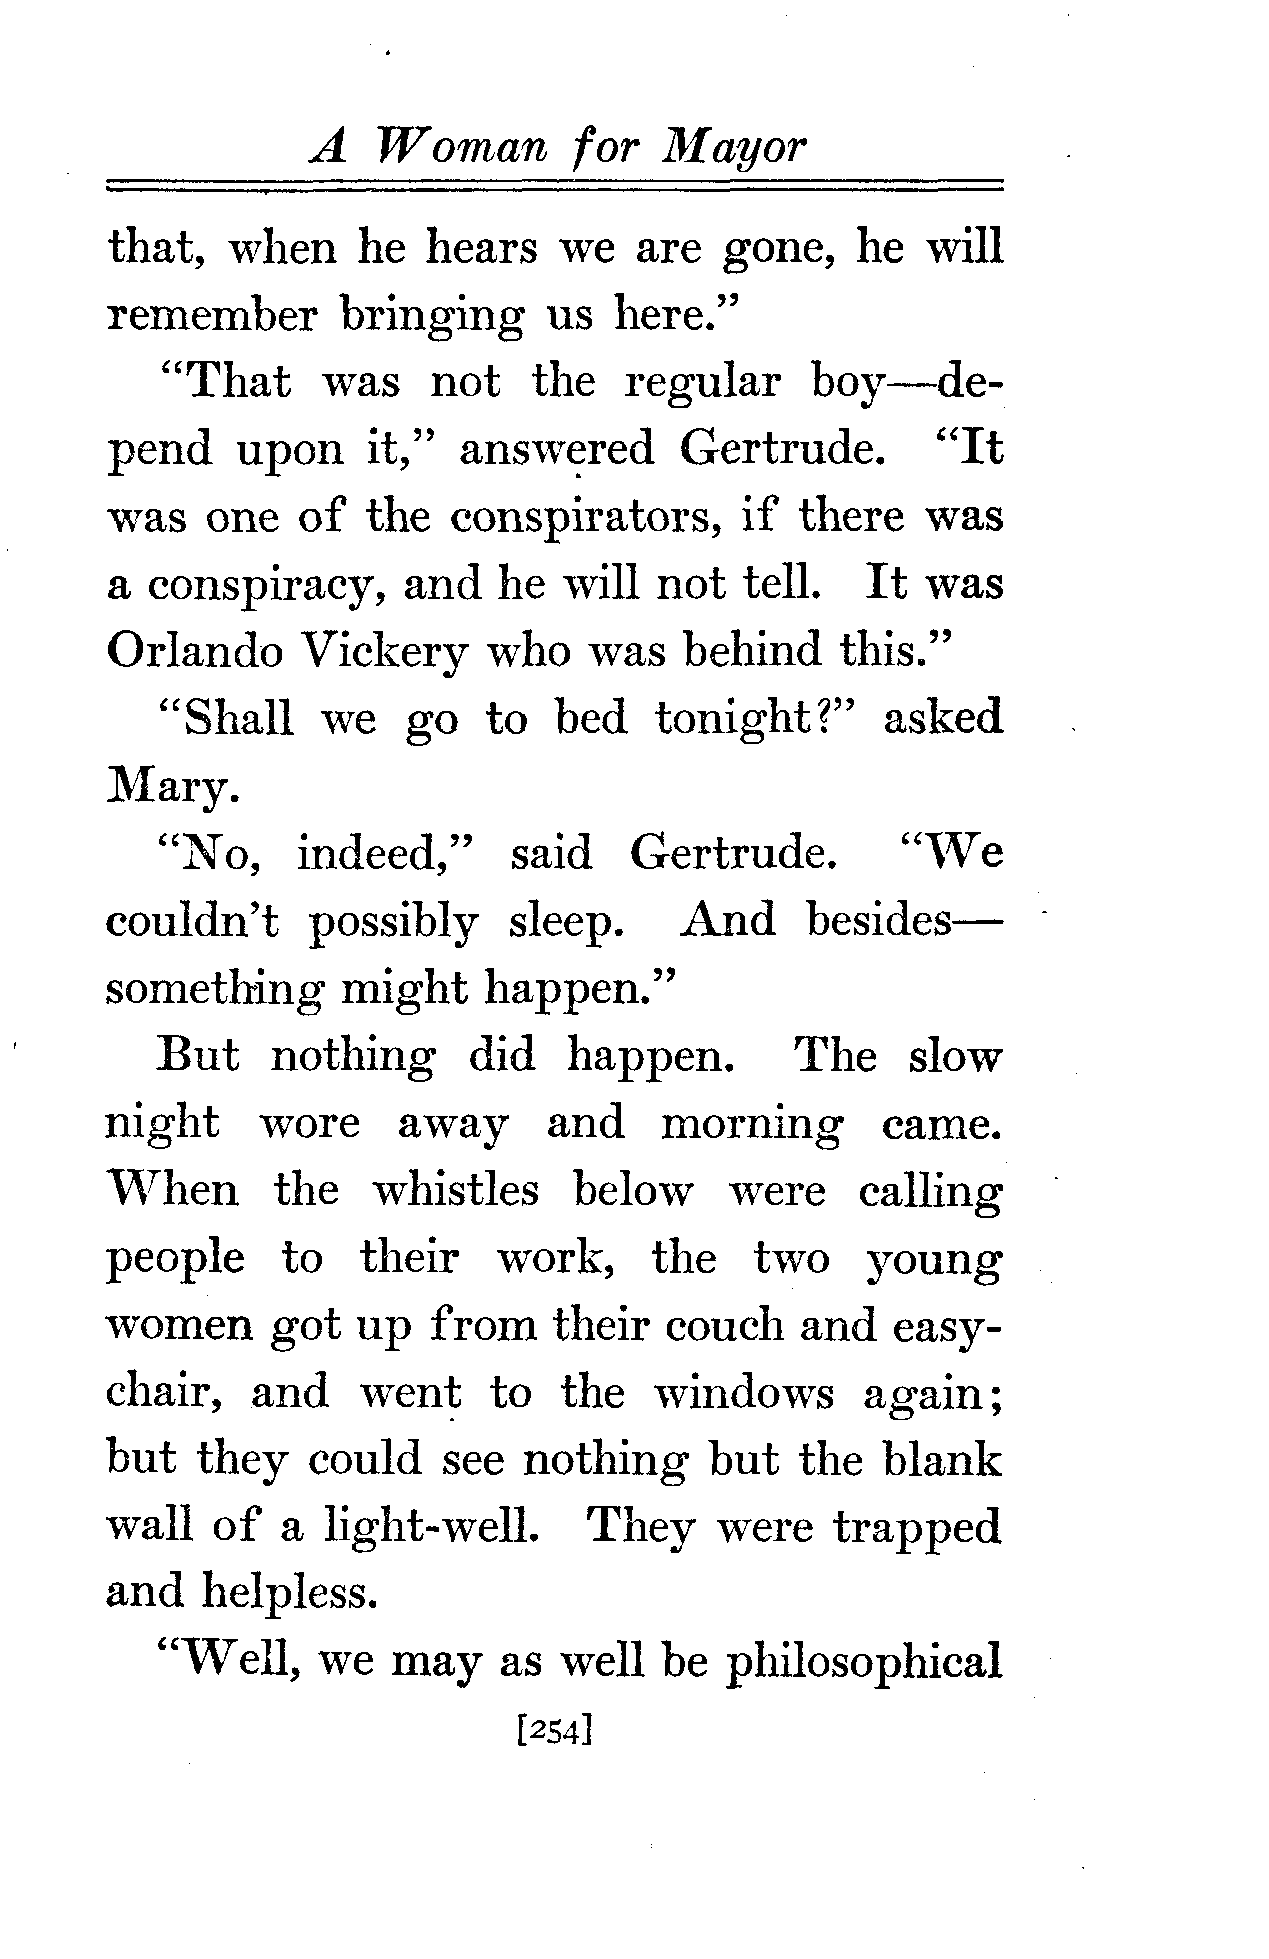 A Woman for Mayor
that, when he hears we are gone, he will
remember bringing us here.”
“That was not the regular boy—de-
pend upon it,” answered Gertrude. “It
was one of the conspirators, if there was
a conspiracy, and he will not tell. It was
Orlando Vickery who was behind this.”
“Shall we go to bed tonight?” asked
Mary.
“No, indeed,” said Gertrude. “We
couldn’t possibly sleep. And besides—
something might happen.”
But nothing did happen. The slow
night wore away and morning came.
When the whistles below were calling
people to their work, the two young
women got up from their couch and easy-
chair, and went to the windows again;
but they could see nothing but the blank
wall of a light-well. They were trapped
and helpless.
“Well, we may as well be philosophical
[254]